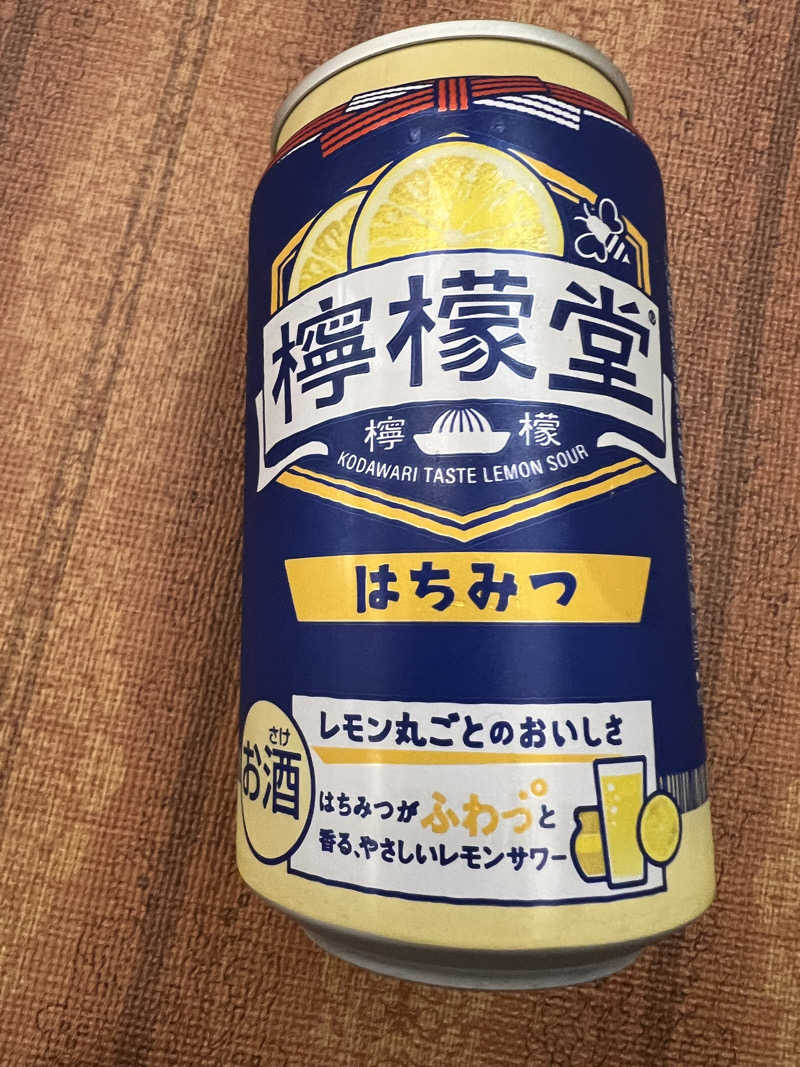 檸檬堂®
檸 檬
KODAWARI TASTE LEMON SOUR
はちみつ
さけ
お酒
レモン丸ごとのおいしさ
はちみつがふわっと
香る、やさしいレモンサワー